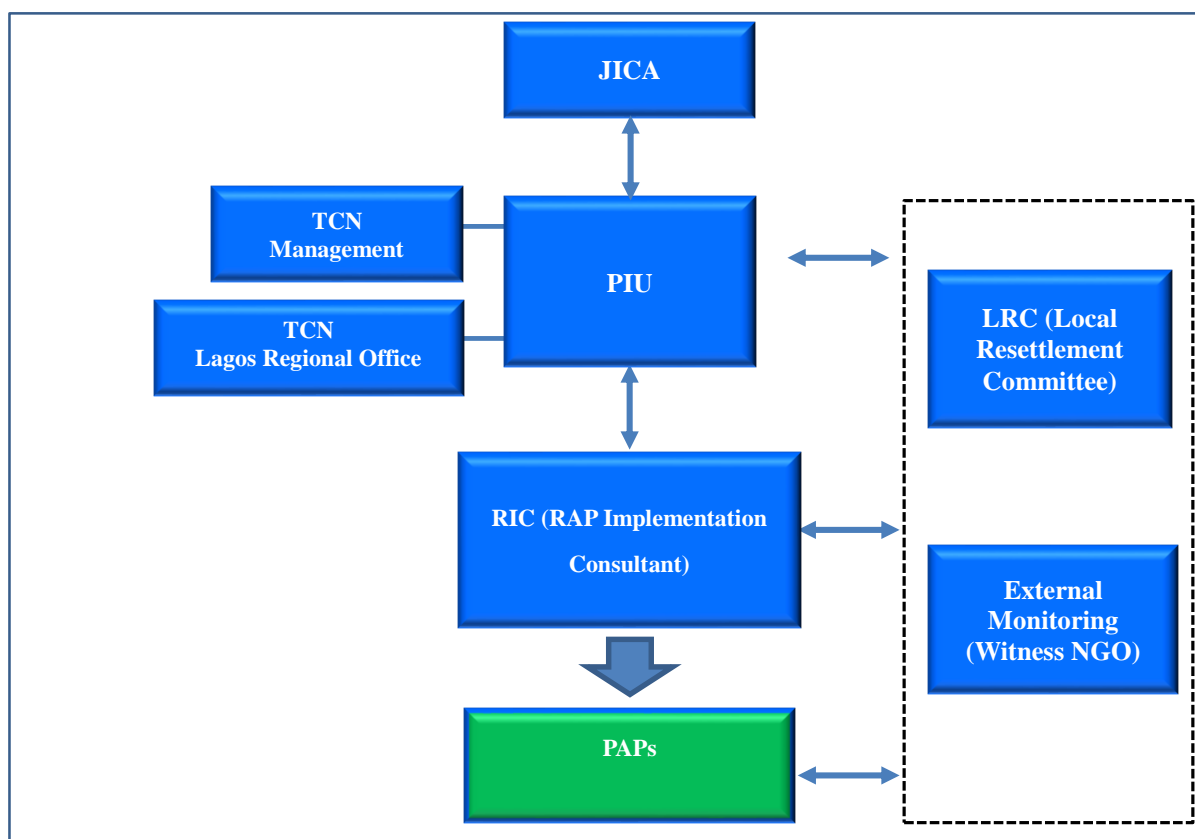 JICA
TCN
Management
PIU
TCN
Lagos Regional Office
LRC (Local
Resettlement
Committee)
RIC (RAP Implementation
Consultant)
External
Monitoring
(Witness NGO)
PAPs